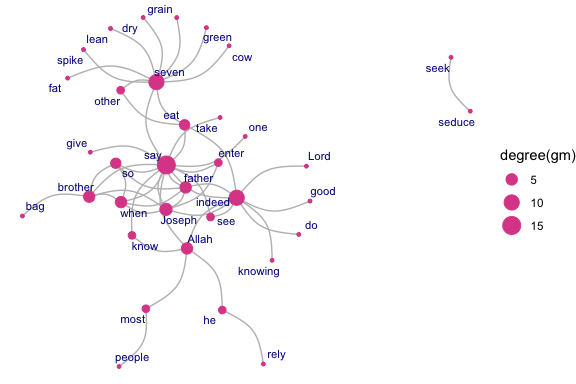 grain
dry
lean
green
spike
cow
seek
seven
fat
other
seduce
eat
take
one
give
say
enter
Lord
degree(gm)
so
father
5
brother
indeed
good
10
bag
when
Joseph
see
do
15
know
Allah
knowing
most
he
people
rely